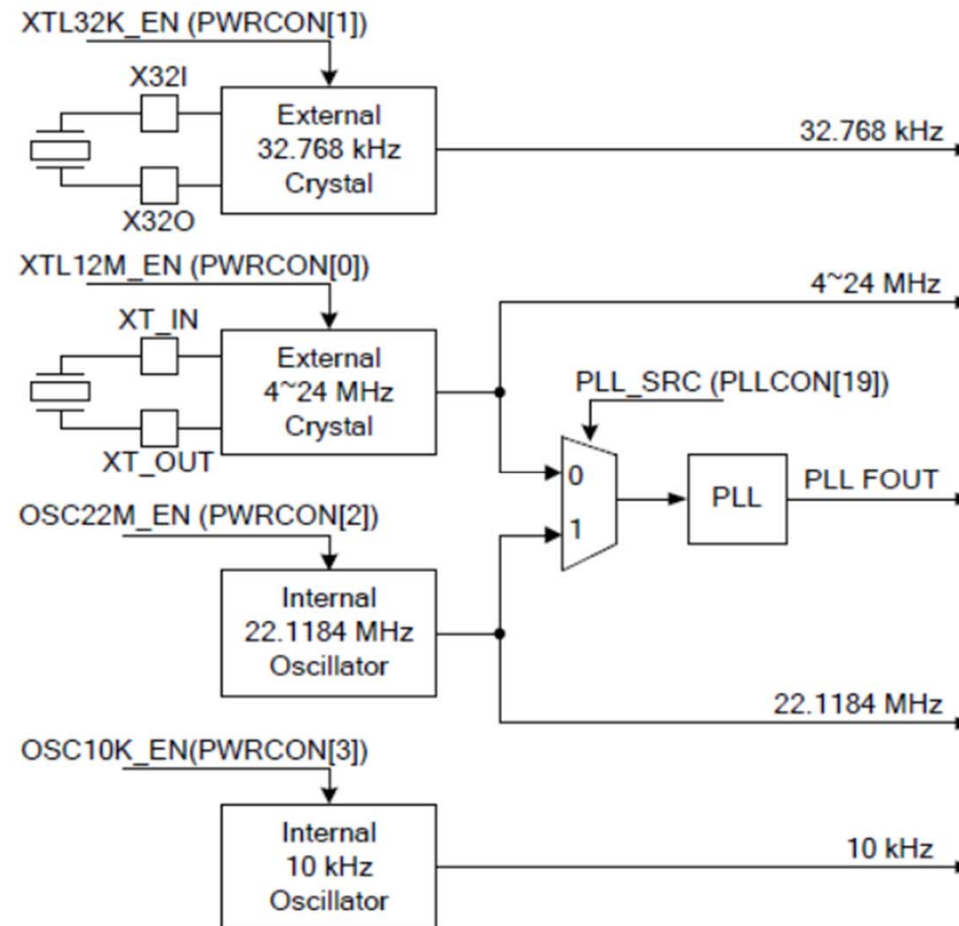 XTL32K_EN (PWRCON[1])
X32I
External
32.768 kHz
Crystal
32.768 kHz
X32O
XTL12M_EN (PWRCON[0])
4~24 MHz
XT_IN
External
4~24 MHz
Crystal
PLL_SRC (PLLCON[19])
XT_OUT
0
1
PLL
PLL FOUT
OSC22M_EN (PWRCON[2])
Internal
22.1184 MHz
Oscillator
22.1184 MHz
OSC10K_EN(PWRCON[3])
Internal
10 kHz
Oscillator
10 kHz